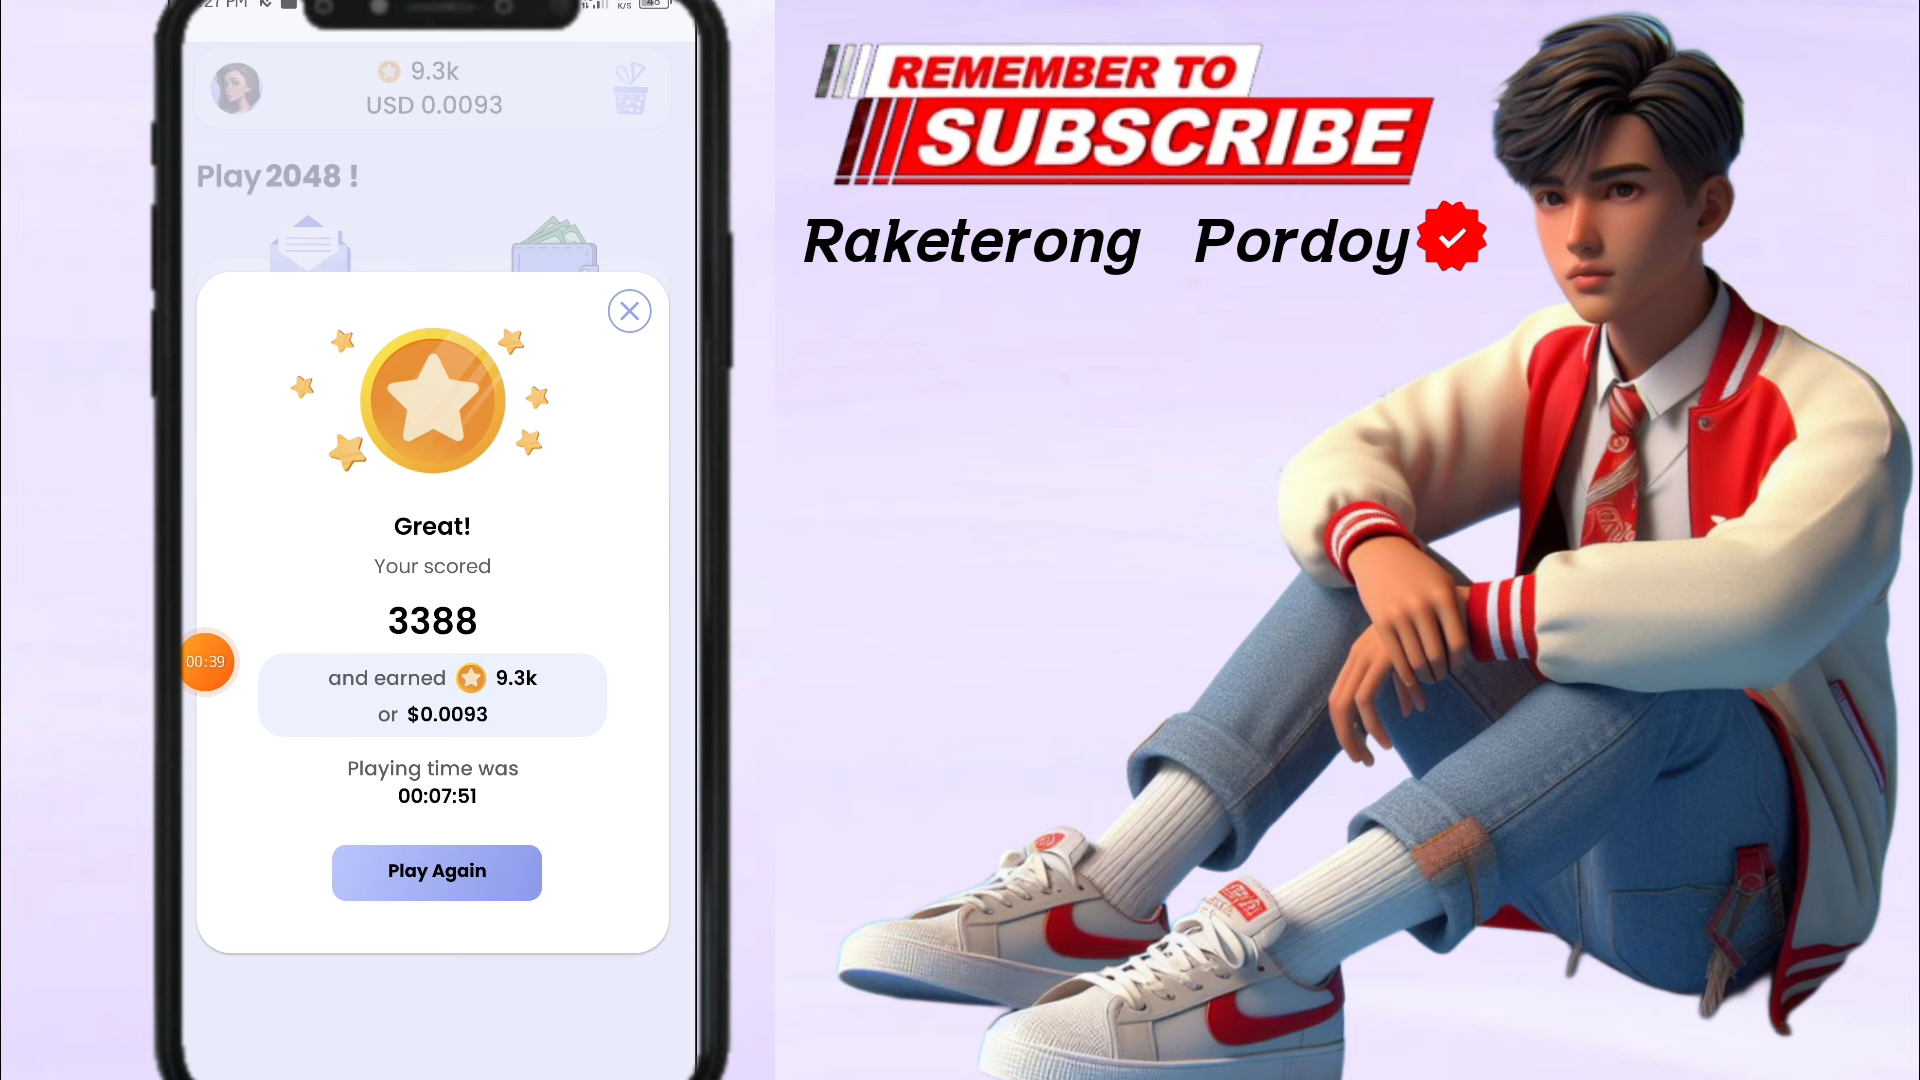 9.3k
USD 0.0093
Play 2048 !
Great!
Your scored
3388
and earned 9.3k
or $0.0093
Playing time was
00:07:51
Play Again
00:39
REMEMBER TO
SUBSCRIBE
Raketerong Pordoy